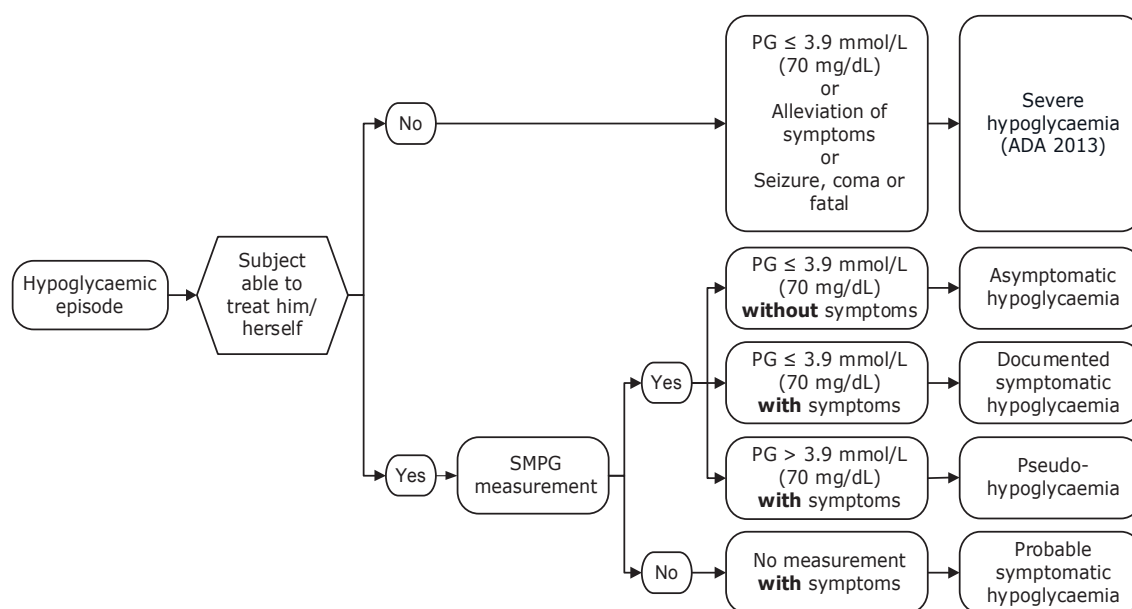 Hypoglycaemic
episode
Subject
able to
treat him/
herself
No
PG ≤ 3.9 mmol/L
(70 mg/dL)
or
Alleviation of
symptoms
or
Seizure, coma or
fatal
Severe
hypoglycaemia
(ADA 2013)
Yes
SMPG
measurement
Yes
PG ≤ 3.9 mmol/L
(70 mg/dL)
without symptoms
Asymptomatic
hypoglycaemia
PG ≤ 3.9 mmol/L
(70 mg/dL)
with symptoms
Documented
symptomatic
hypoglycaemia
PG > 3.9 mmol/L
(70 mg/dL)
with symptoms
Pseudo-
hypoglycaemia
No
No measurement
with symptoms
Probable
symptomatic
hypoglycaemia